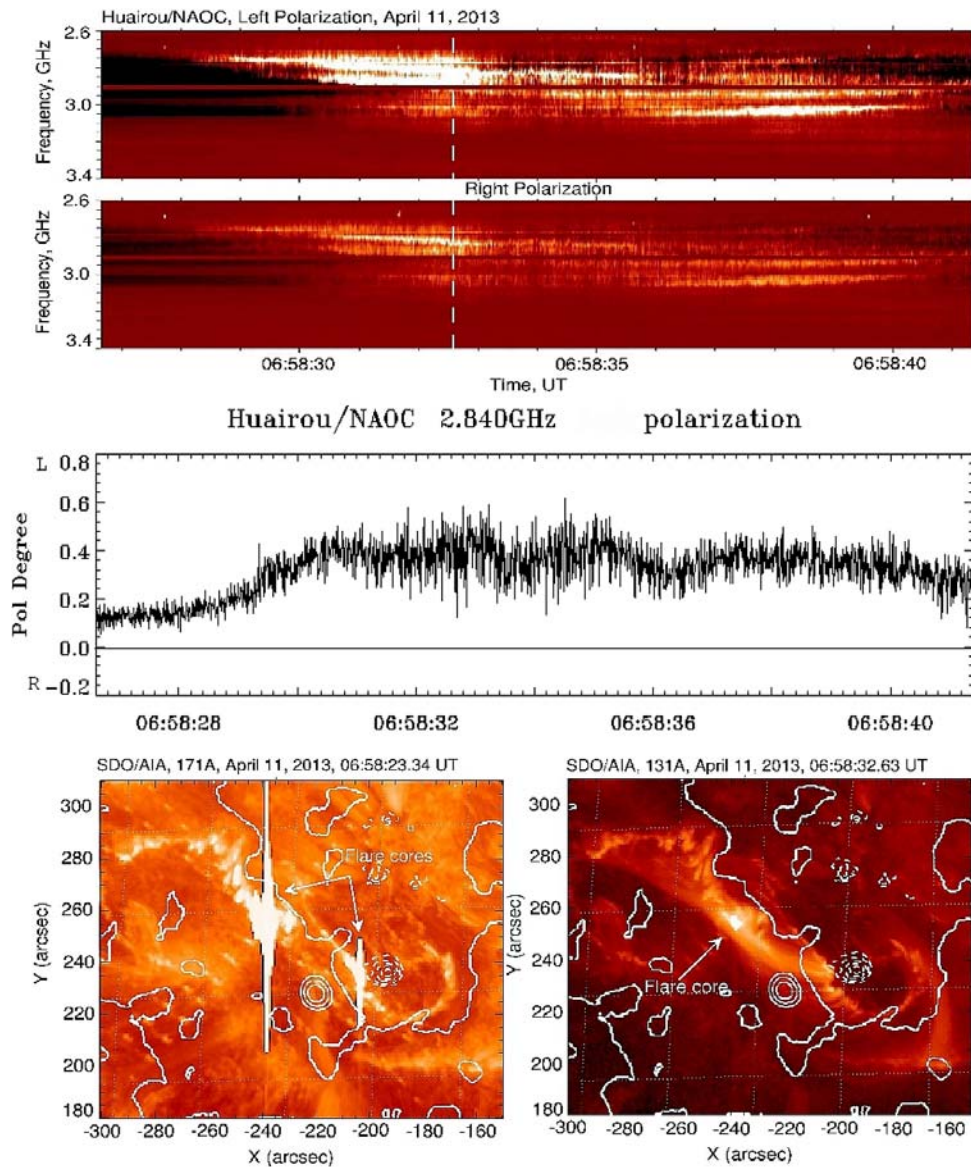 Huairou/NAOC, Left Polarization, April 11, 2013
2.6
3.0
3.4
Frequency, GHz
Right Polarization
2.6
3.0
3.4
Frequency, GHz
06:58:30 06:58:35 06:58:40
Time, UT
Huairou/NAOC 2.840GHz polarization
L 0.8
0.6
0.4
0.2
0.0
R -0.2
Pol Degree
06:58:28 06:58:32 06:58:36 06:58:40
SDO/AIA, 171A, April 11, 2013, 06:58:23.34 UT
300
280
260
240
220
200
180
Y (arcsec)
Flare cores
-300 -280 -260 -240 -220 -200 -180 -160
X (arcsec)
SDO/AIA, 131A, April 11, 2013, 06:58:32.63 UT
300
280
260
240
220
200
180
Y (arcsec)
Flare core
-300 -280 -260 -240 -220 -200 -180 -160
X (arcsec)